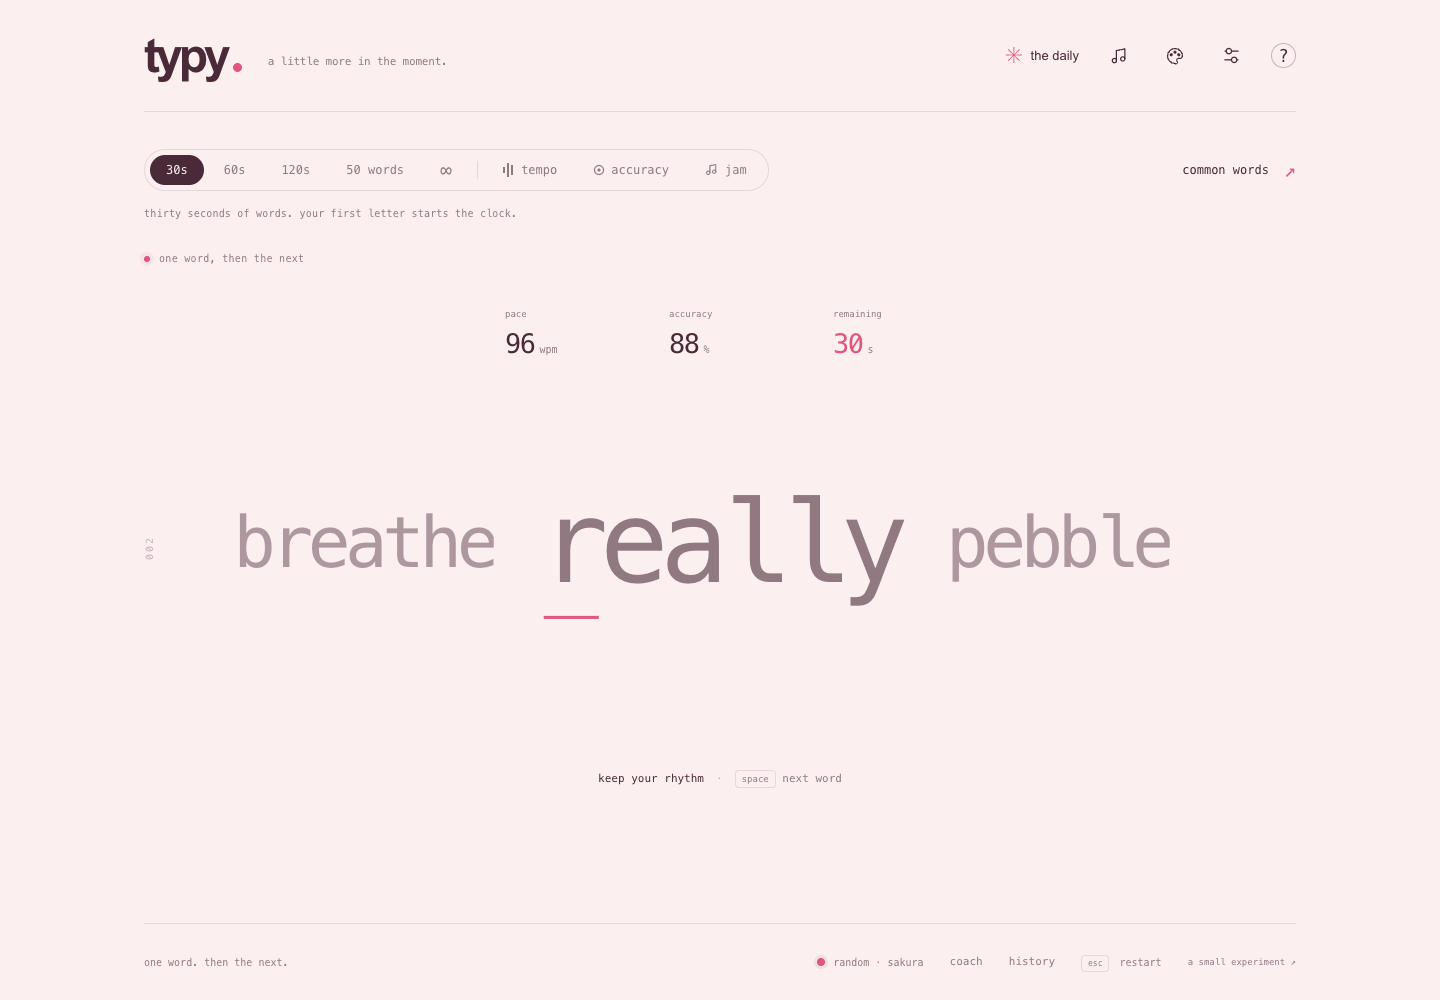 typy.
a little more in the moment.
the daily
?
30s 60s 120s 50 words ∞ tempo accuracy jam
common words ↗
thirty seconds of words. your first letter starts the clock.
one word, then the next
pace accuracy remaining
96 wpm 88 % 30 s
002
breathe really pebble
keep your rhythm · space next word
one word. then the next.
random · sakura coach history esc restart a small experiment ↗